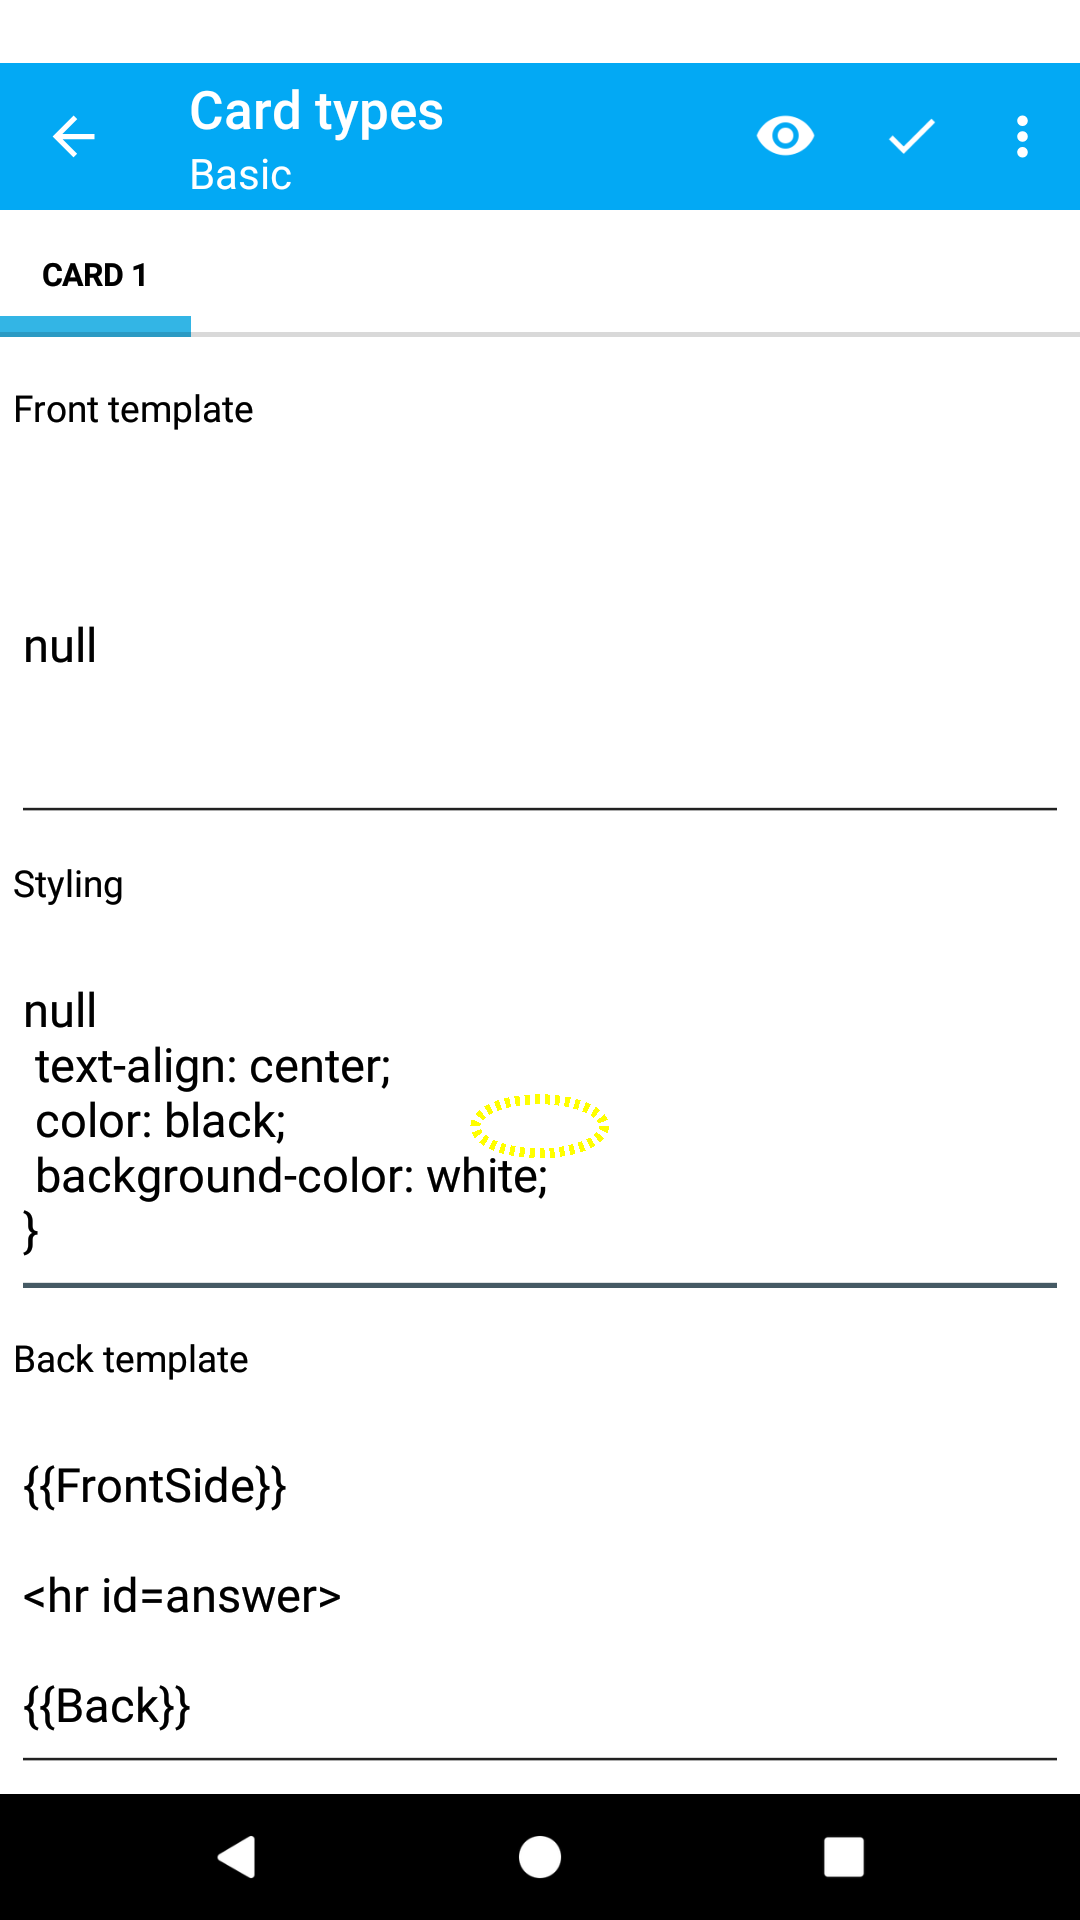 Card types
Basic
CARD 1
Front template
null
Styling
null
text-align: center;
color: black;
background-color: white;
}
Back template
{{FrontSide}}
<hr id=answer>
{{Back}}